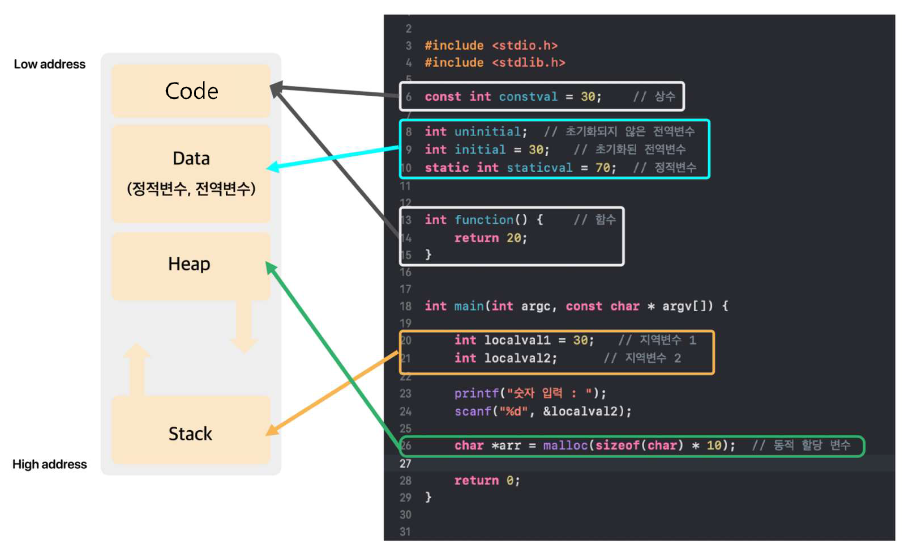 Low address
Code
Data
(정적변수, 전역변수)
Heap
Stack
High address
2
3 #include <stdio.h>
4 #include <stdlib.h>
5
6 const int constval = 30; // 상수
7
8 int uninitial; // 초기화되지 않은 전역변수
9 int initial = 30; // 초기화된 전역변수
10 static int staticval = 70; // 정적변수
11
12
13 int function() { // 함수
14 return 20;
15 }
16
17
18 int main(int argc, const char * argv[]) {
19
20 int localval1 = 30; // 지역변수 1
21 int localval2; // 지역변수 2
22
23 printf("숫자 입력 : ");
24 scanf("%d", &localval2);
25
26 char *arr = malloc(sizeof(char) * 10); // 동적 할당 변수
27
28 return 0;
29 }
30
31